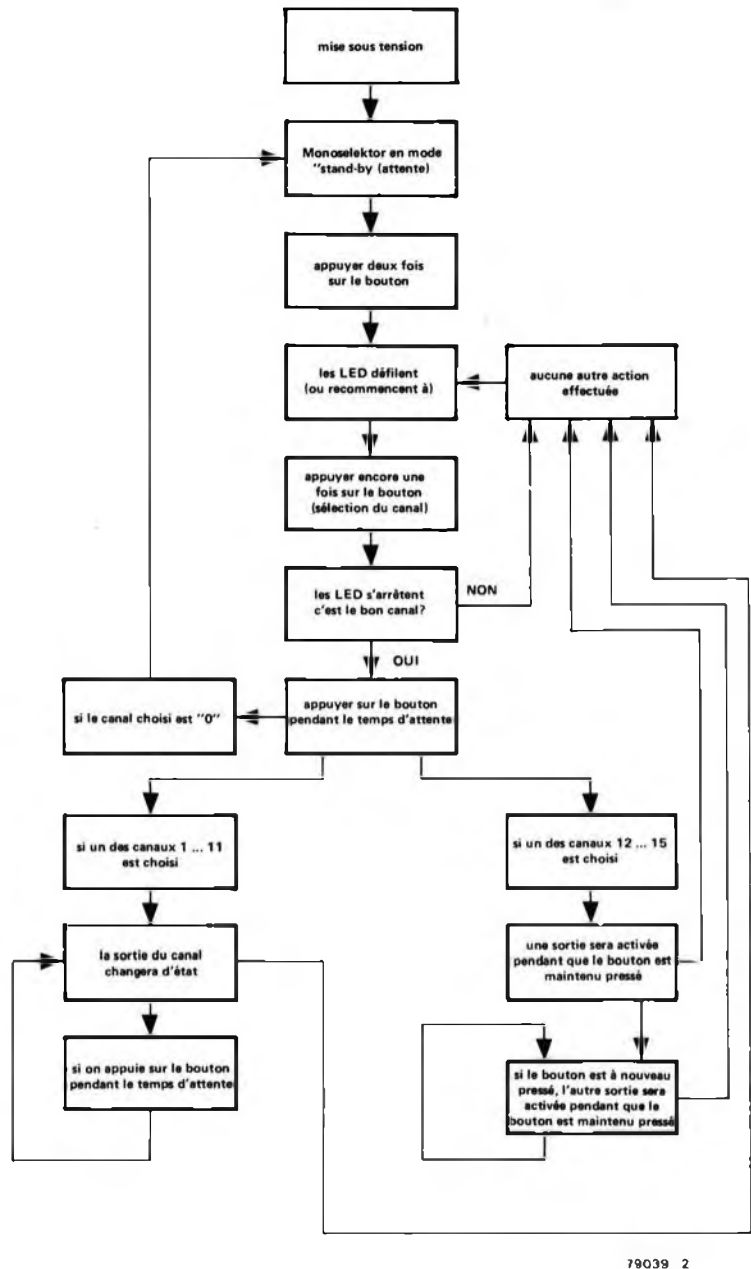 mise sous tension
Monoselektor en mode
"stand-by (attente)
appuyer deux fois
sur le bouton
les LED défilent
(ou recommencent à)
aucune autre action
effectuée
appuyer encore une
fois sur le bouton
(sélection du canal)
les LED s'arrêtent
c'est le bon canal?
NON
OUI
si le canal choisi est "0"
appuyer sur le bouton
pendant le temps d'attente
si un des canaux 1 ... 11
est choisi
si un des canaux 12 ... 15
est choisi
la sortie du canal
changera d'état
une sortie sera activée
pendant que le bouton est
maintenu pressé
si on appuie sur le bouton
pendant le temps d'attente
si le bouton est à nouveau
pressé, l'autre sortie sera
activée pendant que le
bouton est maintenu pressé
79039 2